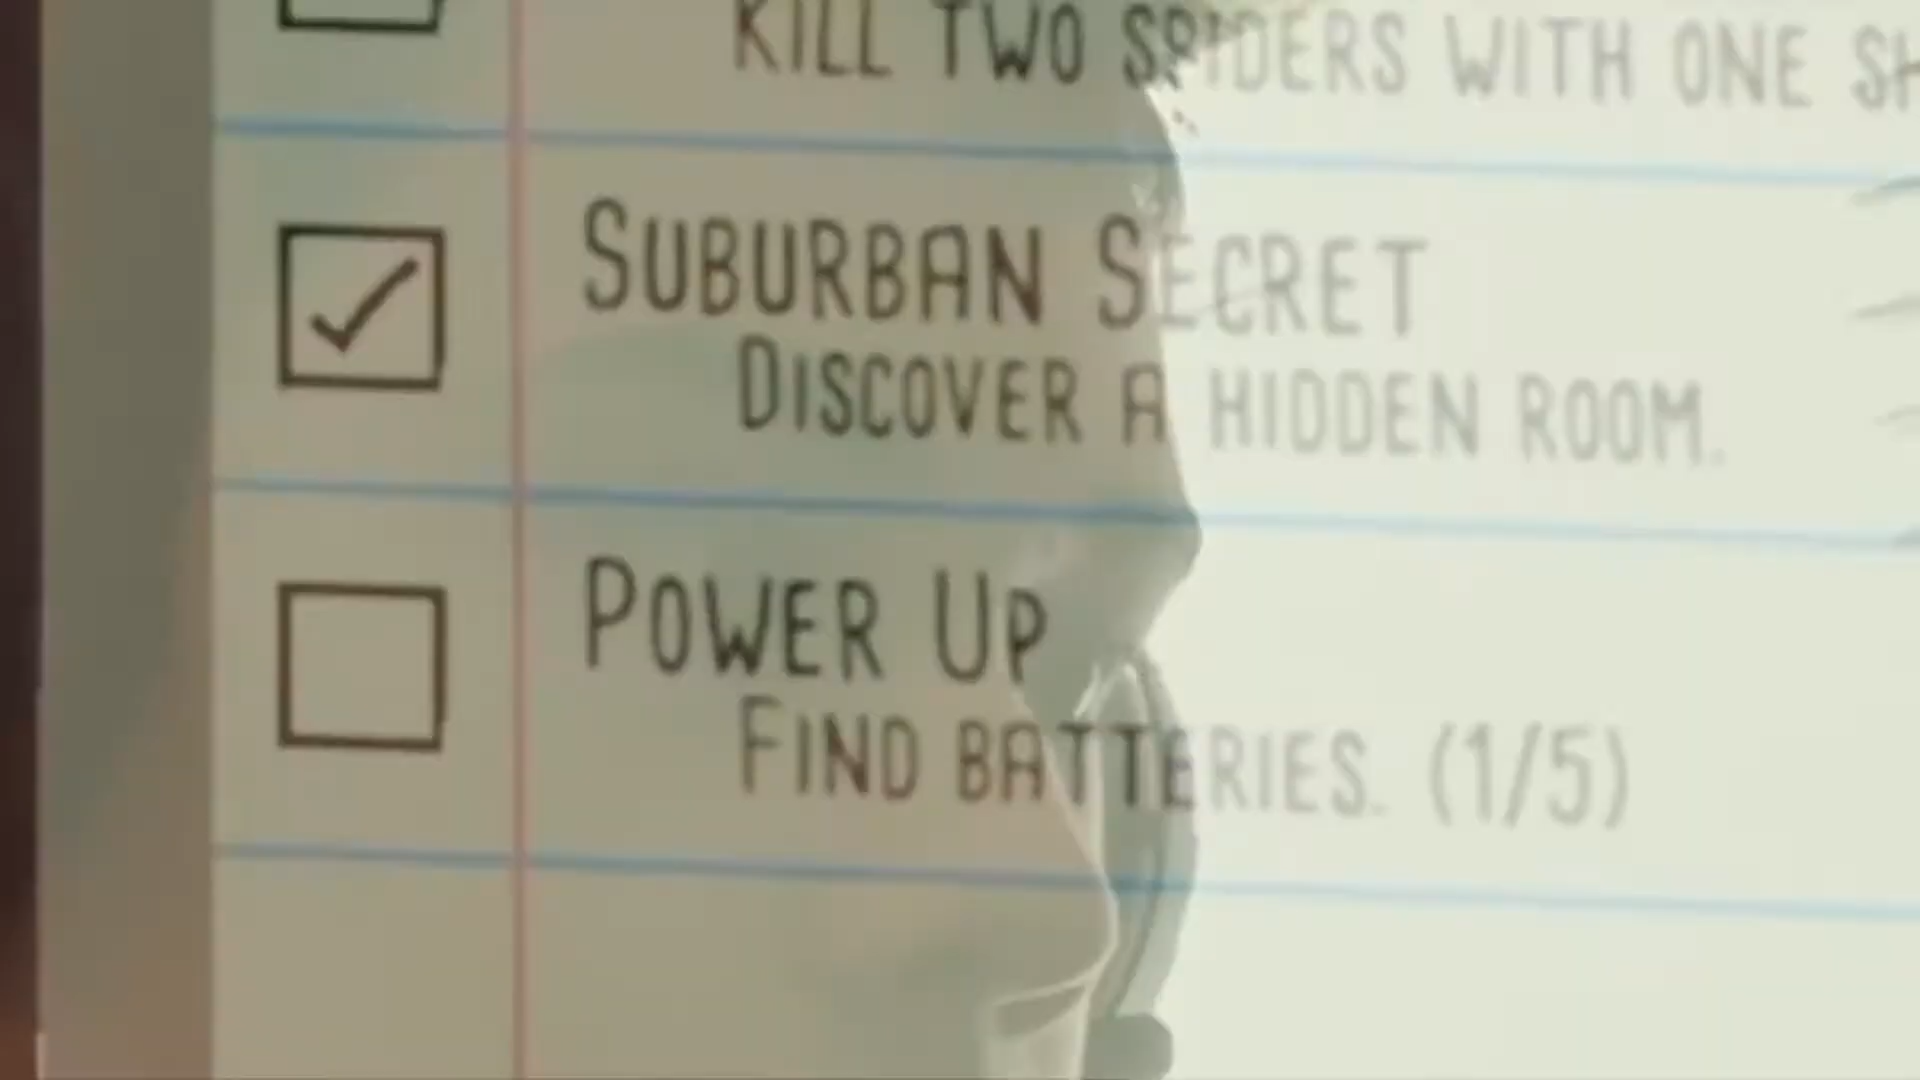 KILL TWO SPIDERS WITH ONE
SUBURBAN SECRET
DISCOVER A HIDDEN ROOM.
POWER UP
FIND BATTERIES. (1/5)